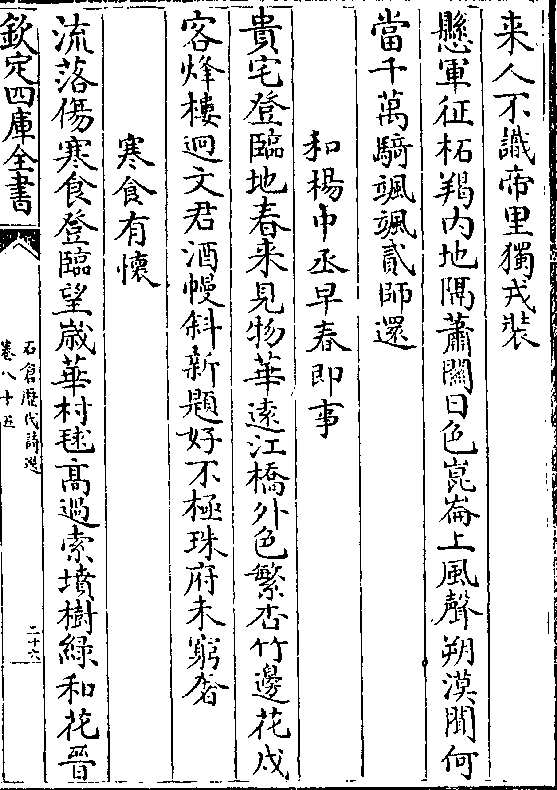 来人不識帝里獨戎裝
懸軍征柘羯内地隔蕭關日色崑崙上風聲朔漠間何
當千萬騎颯颯貳師還
和楊中丞早春即事
貴宅登臨地春来見物華遠江橋外色繁杏竹邊花戍
客烽樓迥文君酒幔斜新題好不極珠府未窮奢
寒食有懷
流落傷寒食登臨望歲華村毬高過索墳樹綠和花晉
欽定四庫全書
石倉歷代詩選
卷八十五
二十六